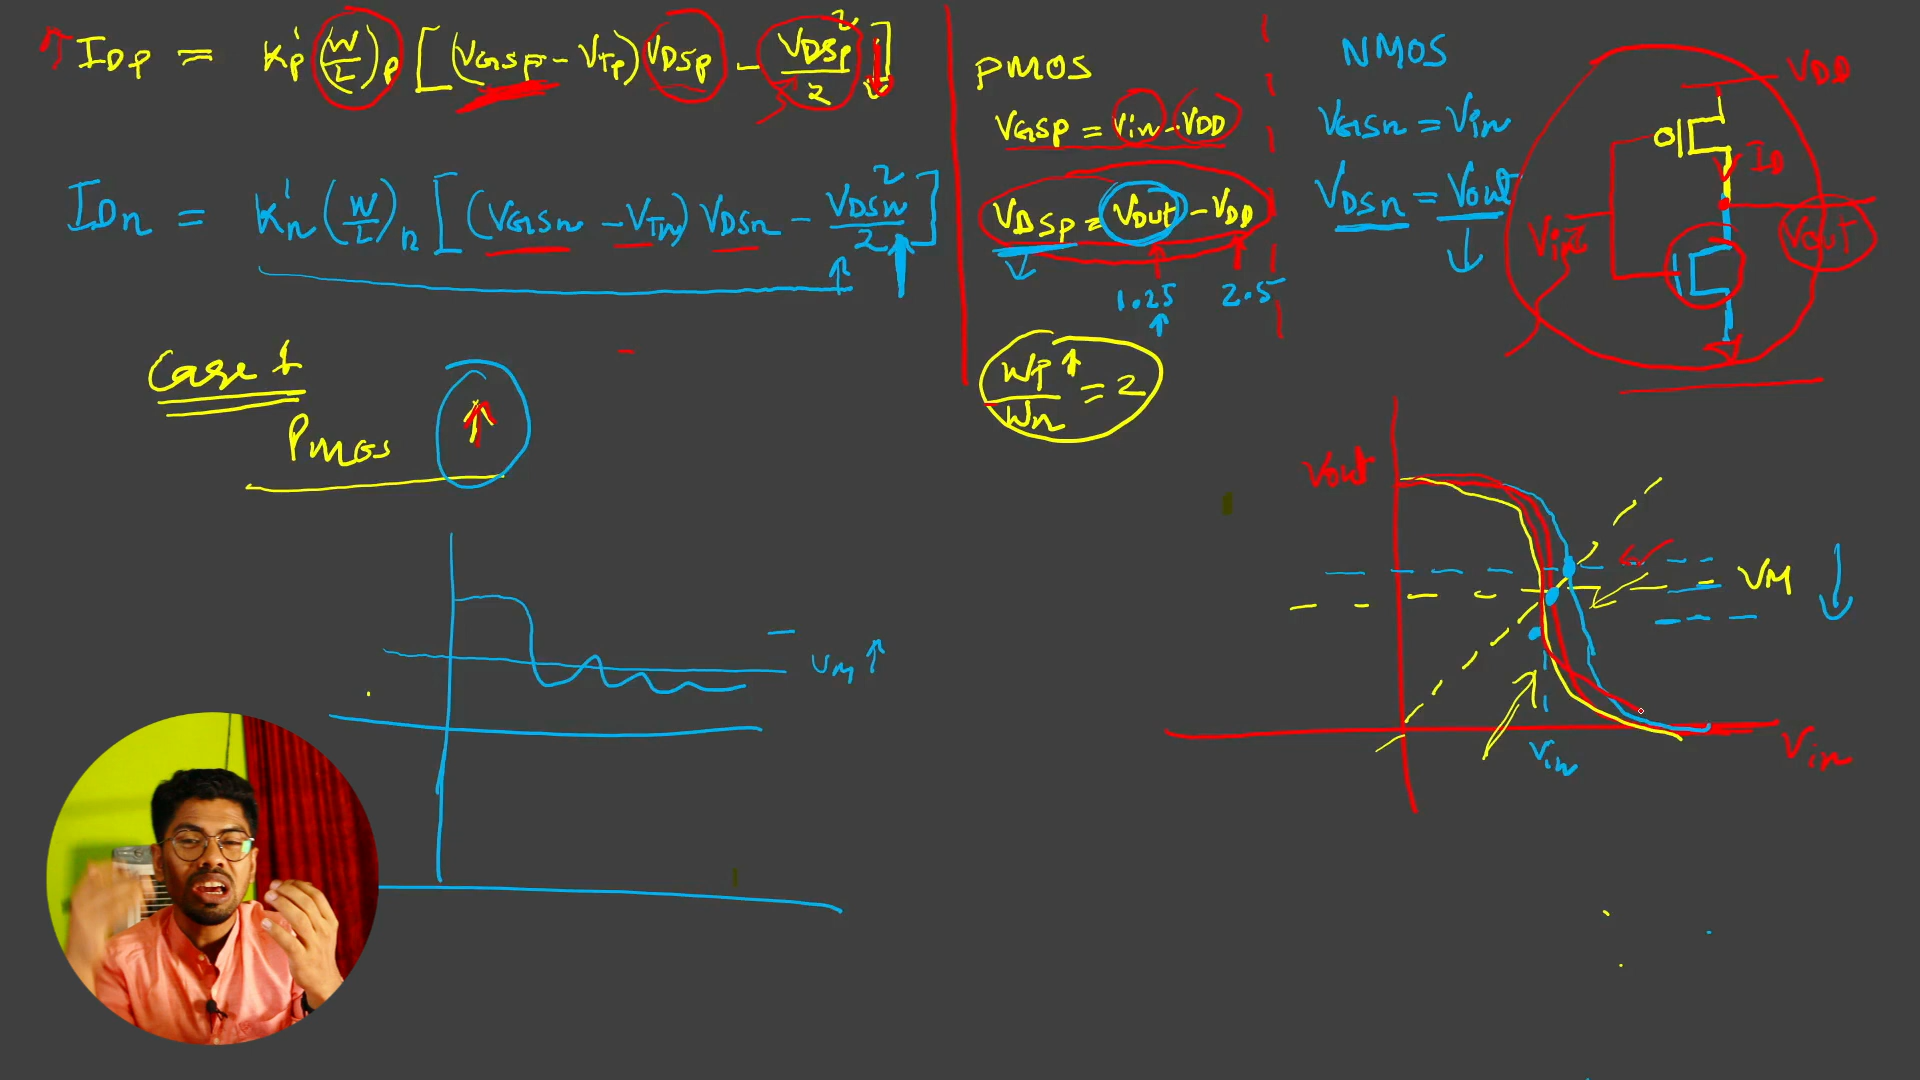 ↑ IDp = K'p (W/L)p [(VGSp - VTp) VDSp - VDSp²/2]
IDn = K'n (W/L)n [(VGSn - VTn) VDSn - VDSn²/2]
Case 1
PMOS ↑
PMOS
VGSp = Vin - VDD
VDSp = Vout - VDD
1.25 2.5
Wp↑/Wn = 2
NMOS
VGSn = Vin
VDSn = Vout
VDD
ID
Vin
Vout
VM ↑
Vout
VM ↓
Vin
Vin